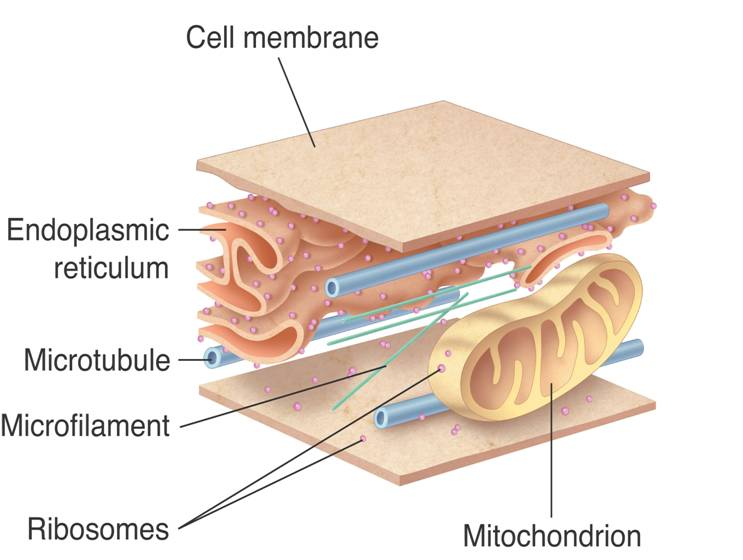 Cell membrane
Endoplasmic
reticulum
Microtubule
Microfilament
Ribosomes
Mitochondrion